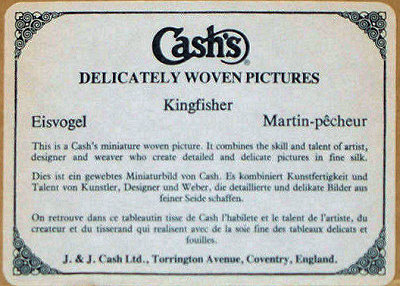 Cash's®
DELICATELY WOVEN PICTURES
Kingfisher
Eisvogel Martin-pêcheur
This is a Cash's miniature woven picture. It combines the skill and talent of artist,
designer and weaver who create detailed and delicate pictures in fine silk.
Dies ist ein gewebtes Miniaturbild von Cash. Es kombiniert Kunstfertigkeit und
Talent von Kunstler, Designer und Weber, die detaillierte und delikate Bilder aus
feiner Seide schaffen.
On retrouve dans ce tableautin tisse de Cash l'habilete et le talent de l'artiste, du
createur et du tisserand qui realisent avec de la soie fine des tableaux delicats et
fouilles.
J. & J. Cash Ltd., Torrington Avenue, Coventry, England.